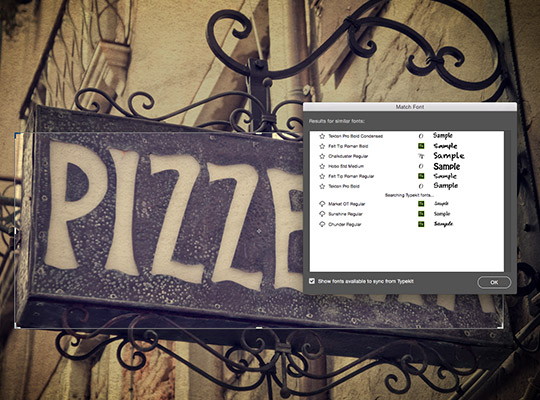 PIZZE
Match Font
Results for similar fonts:
Tekton Pro Bold Condensed Sample
Felt Tip Roman Bold Sample
Chalkduster Regular Sample
Hobo Std Medium Sample
Felt Tip Roman Regular Sample
Tekton Pro Bold Sample
Searching Typekit fonts...
Market OT Regular Sample
Sunshine Regular Sample
Chunder Regular Sample
Show fonts available to sync from Typekit
OK